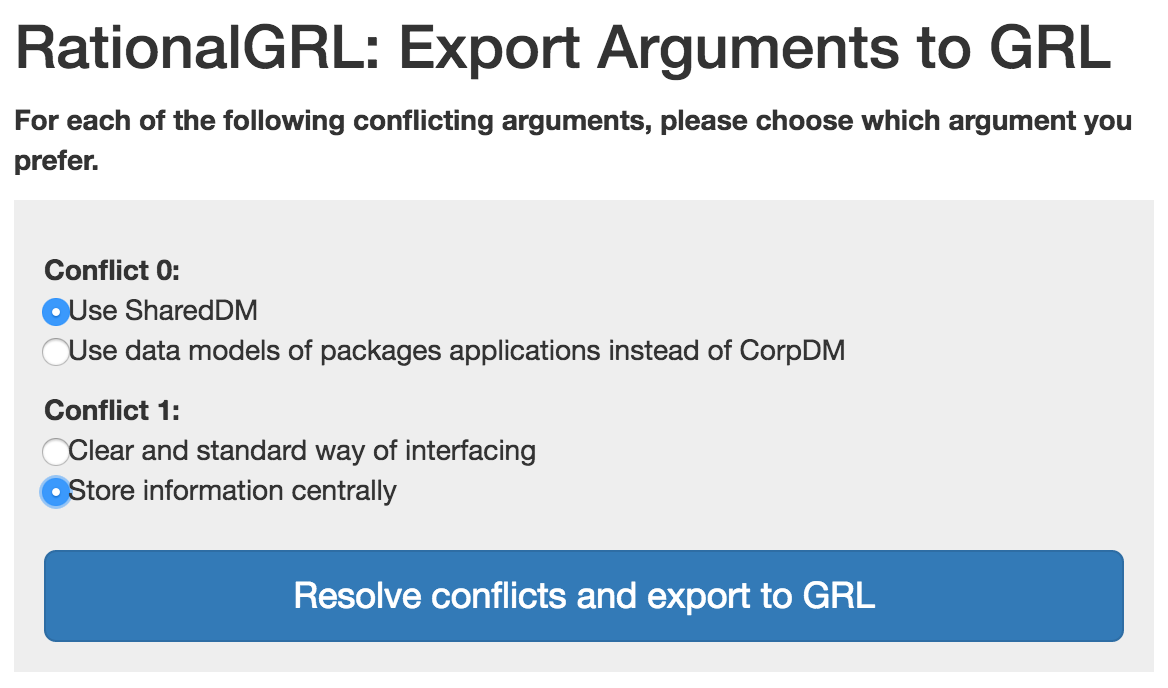 RationalGRL: Export Arguments to GRL
For each of the following conflicting arguments, please choose which argument you
prefer.
Conflict 0:
Use SharedDM
Use data models of packages applications instead of CorpDM
Conflict 1:
Clear and standard way of interfacing
Store information centrally
Resolve conflicts and export to GRL